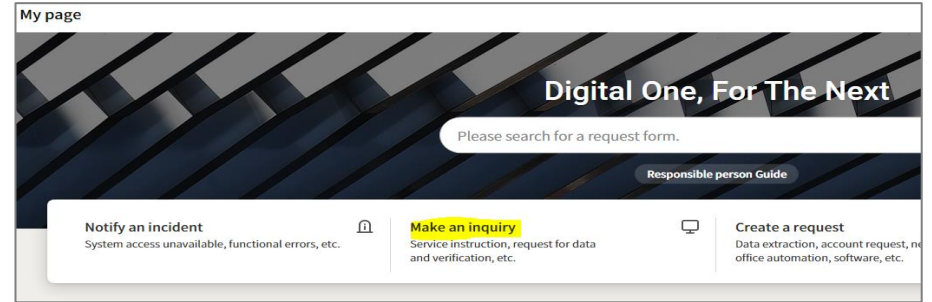 My page
Digital One, For The Next
Please search for a request form.
Responsible person Guide
Notify an incident
System access unavailable, functional errors, etc.
Make an inquiry
Service instruction, request for data
and verification, etc.
Create a request
Data extraction, account request,
office automation, software, etc.